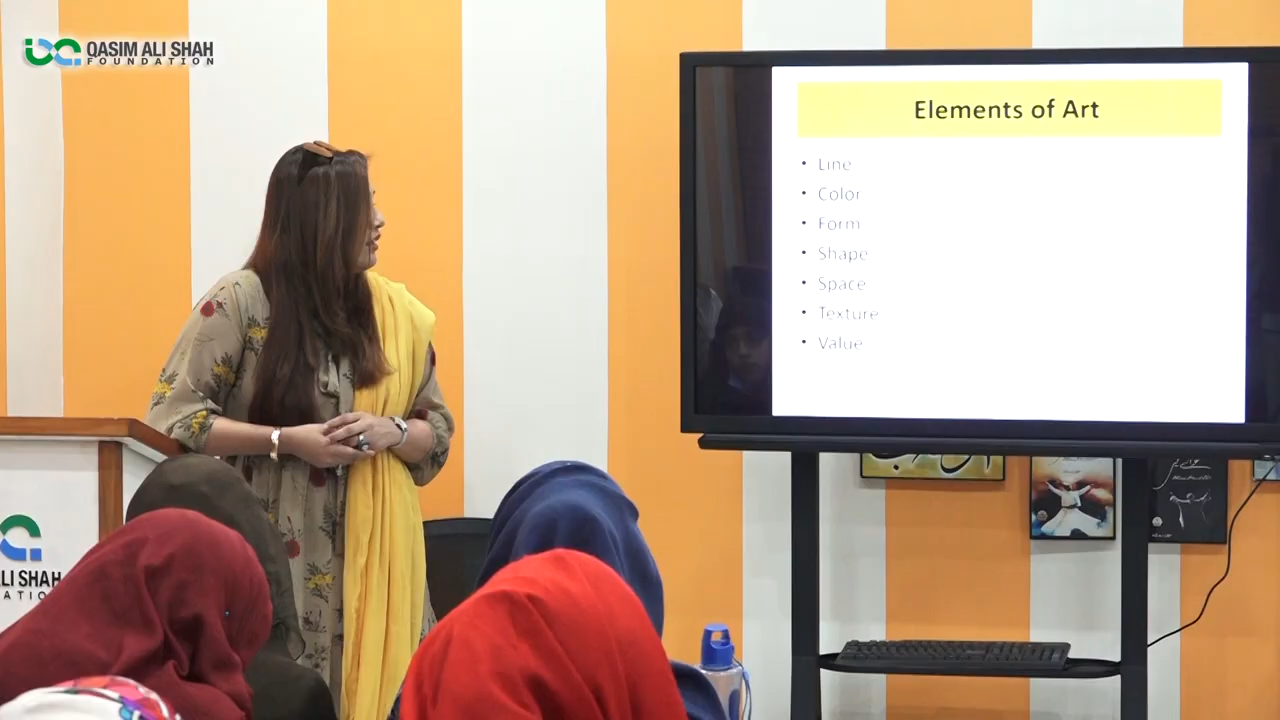 QASIM ALI SHAH
FOUNDATION
Elements of Art
• Line
• Color
• Form
• Shape
• Space
• Texture
• Value
ALI SHAH